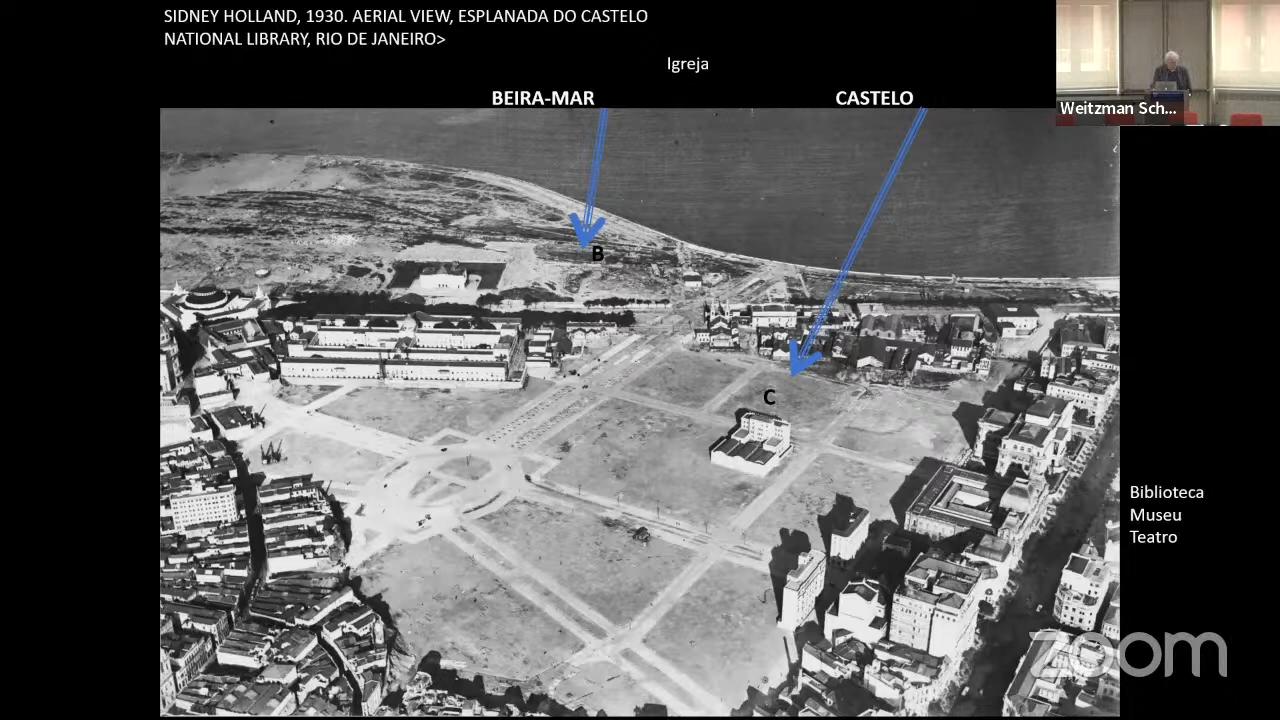 SIDNEY HOLLAND, 1930. AERIAL VIEW, ESPLANADA DO CASTELO
NATIONAL LIBRARY, RIO DE JANEIRO>
Igreja
BEIRA-MAR
CASTELO
Weitzman Sch...
B
C
Biblioteca
Museu
Teatro
zoom